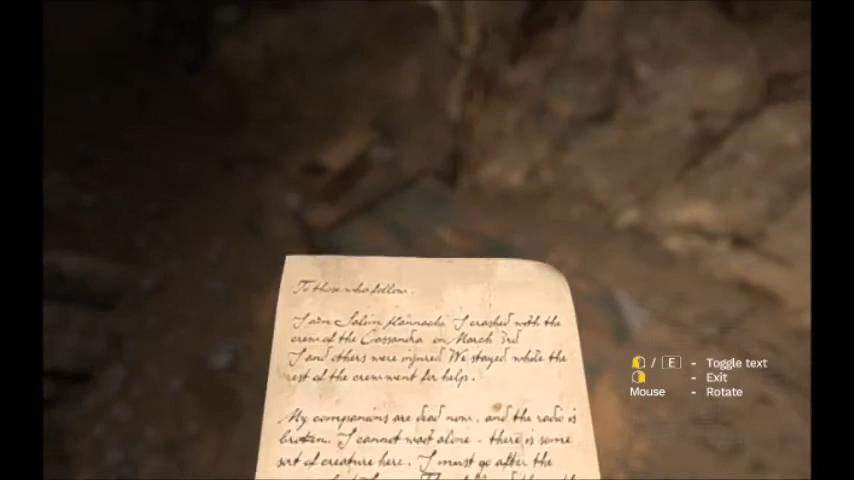 To those who follow.
I am Salim Hannachi I crashed with the
crew of the Cassandra on March 3rd
I and others were injured We stayed while the
rest of the crew went for help.
My companions are dead now, and the radio is
broken. I cannot wait alone - there is some
sort of creature here. I must go after the
/ E - Toggle text
- Exit
Mouse - Rotate